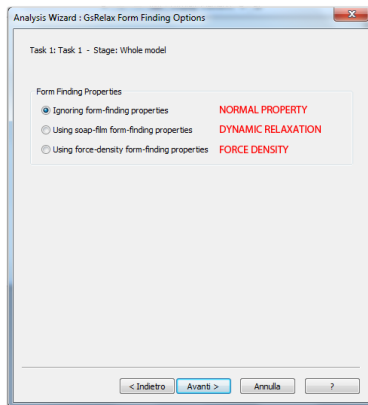 Analysis Wizard : GsRelax Form Finding Options
Task 1: Task 1 - Stage: Whole model
Form Finding Properties
Ignoring form-finding properties NORMAL PROPERTY
Using soap-film form-finding properties DYNAMIC RELAXATION
Using force-density form-finding properties FORCE DENSITY
< Indietro Avanti > Annulla ?